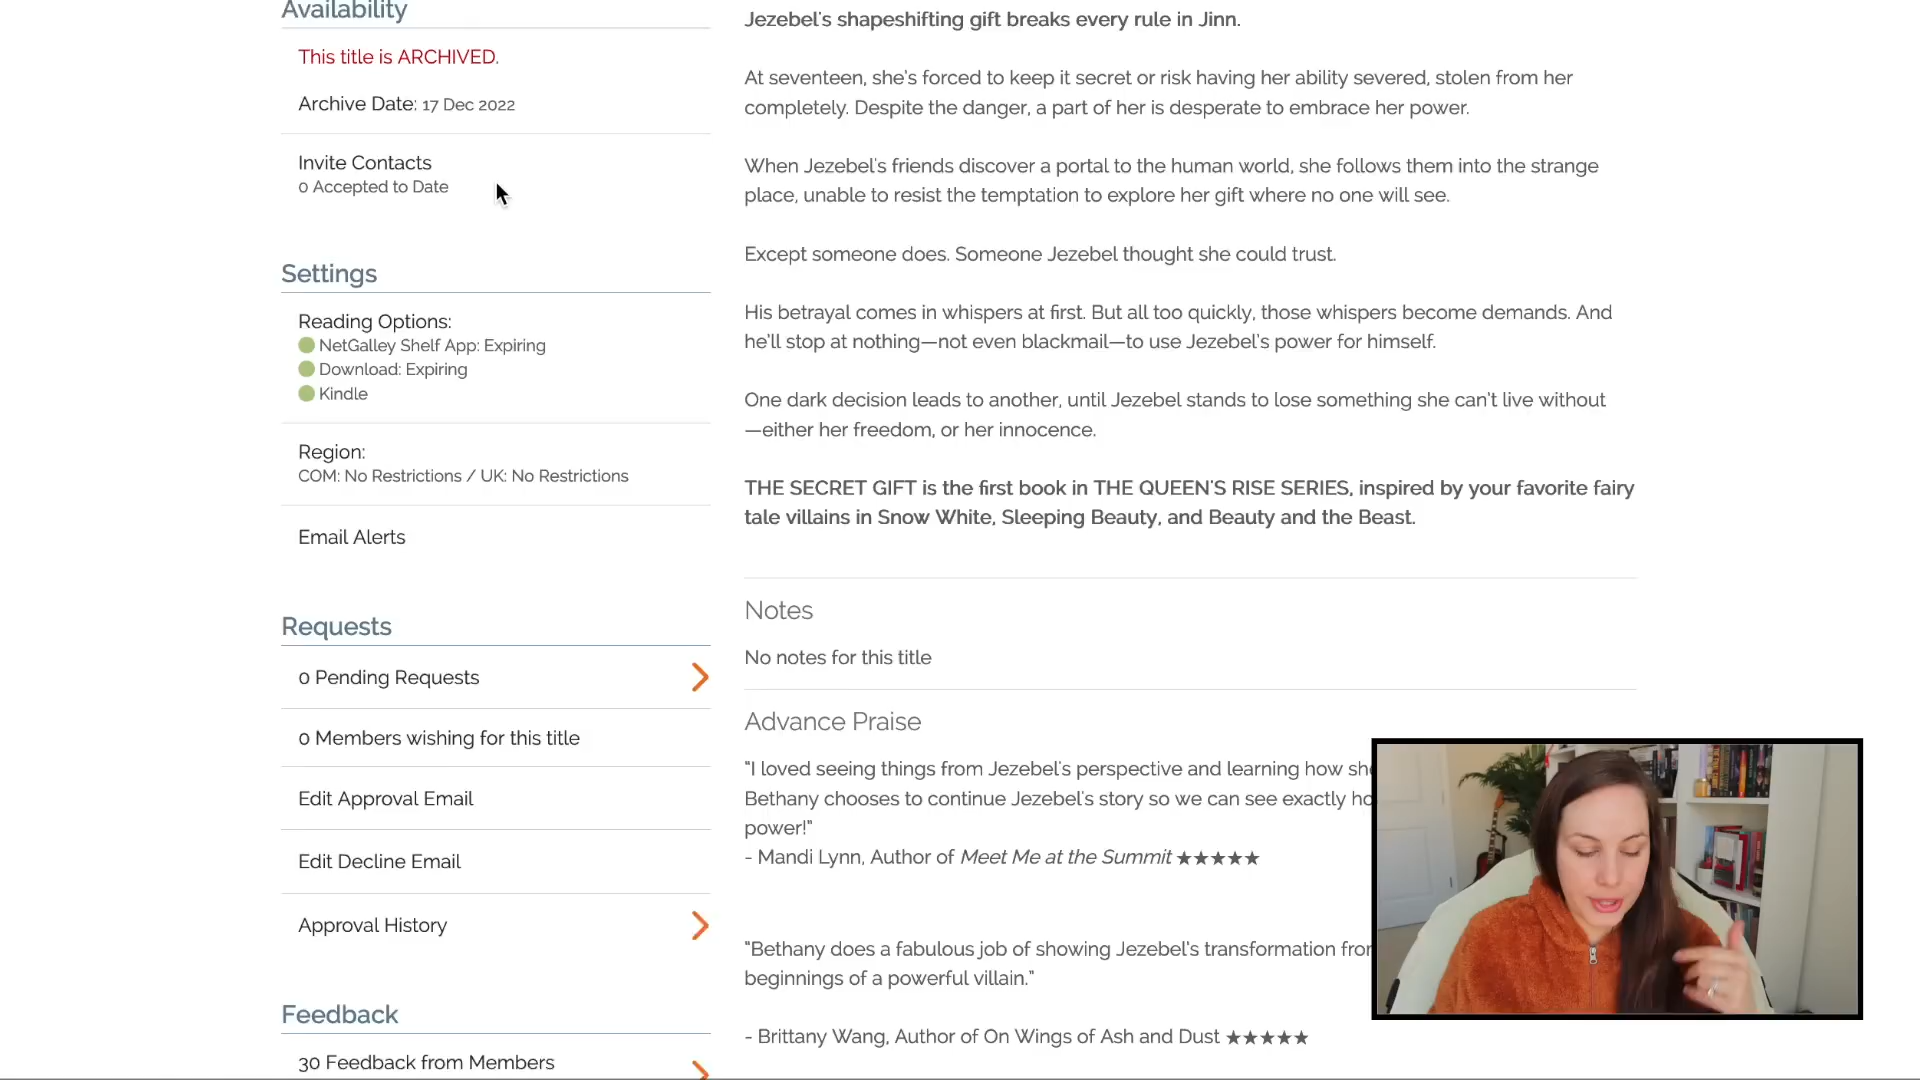 Availability
This title is ARCHIVED.
Archive Date: 17 Dec 2022
Invite Contacts
0 Accepted to Date
Settings
Reading Options:
NetGalley Shelf App: Expiring
Download: Expiring
Kindle
Region:
COM: No Restrictions / UK: No Restrictions
Email Alerts
Requests
0 Pending Requests
0 Members wishing for this title
Edit Approval Email
Edit Decline Email
Approval History
Feedback
30 Feedback from Members
Jezebel's shapeshifting gift breaks every rule in Jinn.
At seventeen, she's forced to keep it secret or risk having her ability severed, stolen from her
completely. Despite the danger, a part of her is desperate to embrace her power.
When Jezebel's friends discover a portal to the human world, she follows them into the strange
place, unable to resist the temptation to explore her gift where no one will see.
Except someone does. Someone Jezebel thought she could trust.
His betrayal comes in whispers at first. But all too quickly, those whispers become demands. And
he'll stop at nothing—not even blackmail—to use Jezebel's power for himself.
One dark decision leads to another, until Jezebel stands to lose something she can't live without
—either her freedom, or her innocence.
THE SECRET GIFT is the first book in THE QUEEN'S RISE SERIES, inspired by your favorite fairy
tale villains in Snow White, Sleeping Beauty, and Beauty and the Beast.
Notes
No notes for this title
Advance Praise
"I loved seeing things from Jezebel's perspective and learning how
Bethany chooses to continue Jezebel's story so we can see exactly
power!"
- Mandi Lynn, Author of Meet Me at the Summit ★★★★★
"Bethany does a fabulous job of showing Jezebel's transformation
beginnings of a powerful villain."
- Brittany Wang, Author of On Wings of Ash and Dust ★★★★★